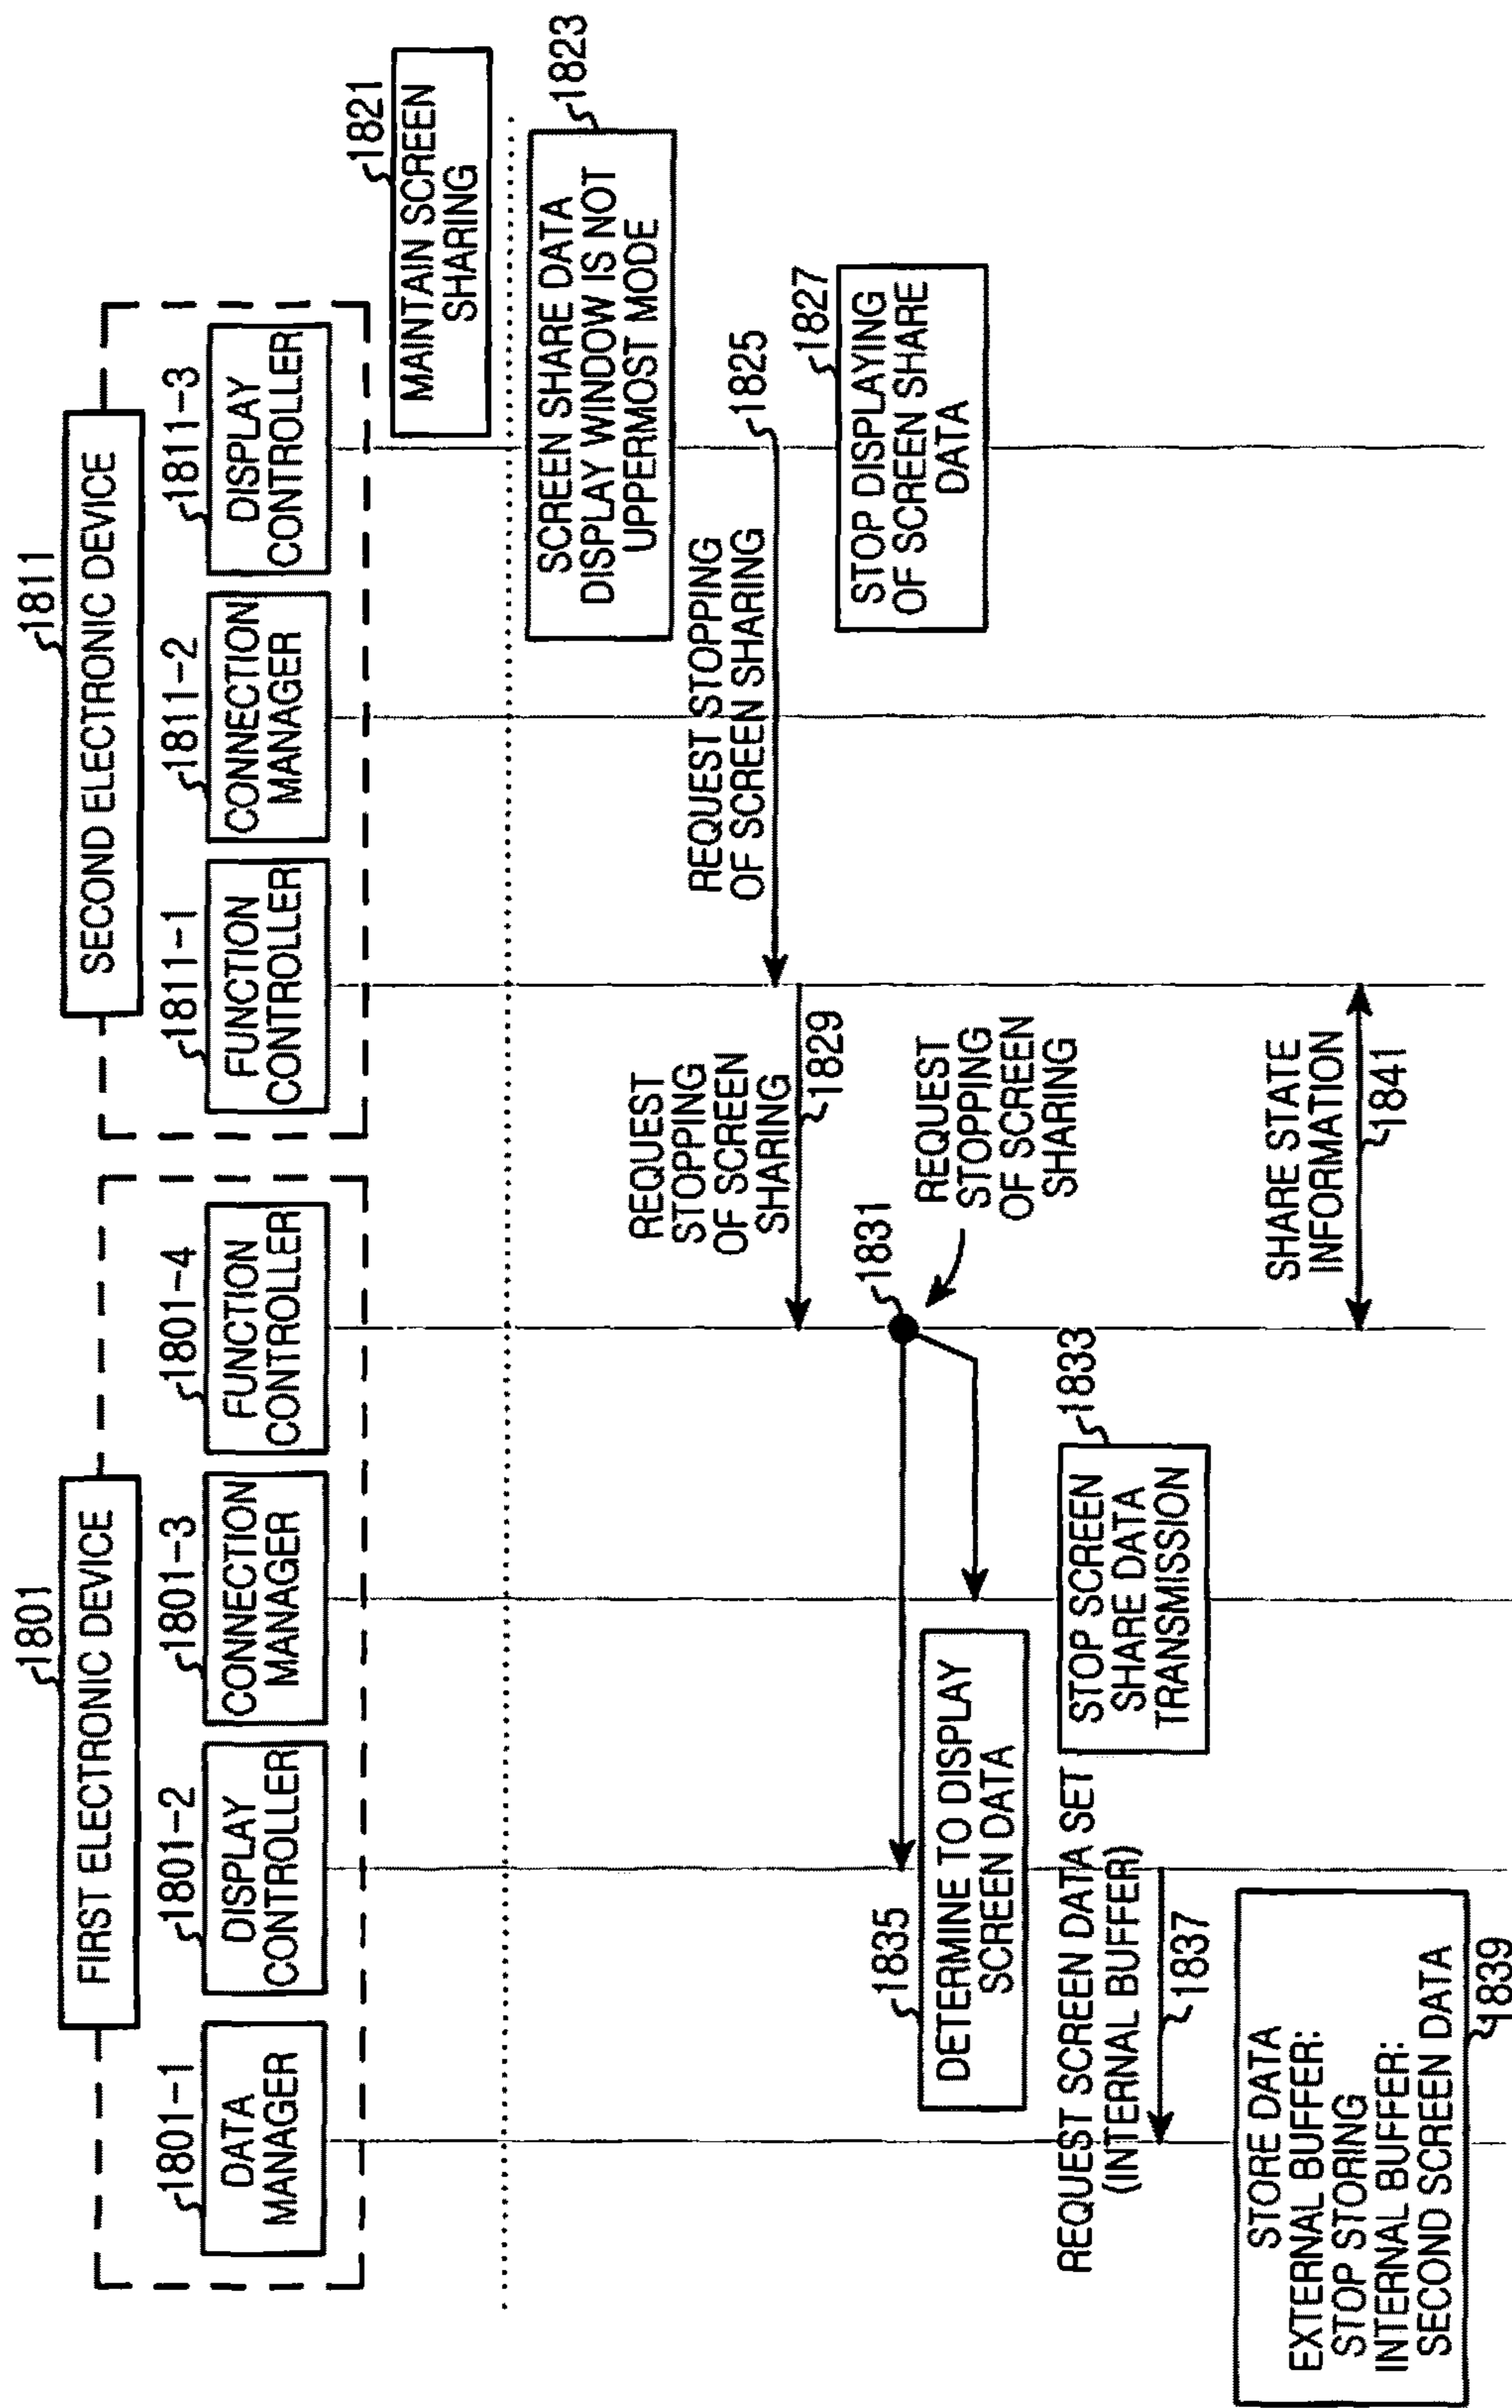 1801
FIRST ELECTRONIC DEVICE
1811
SECOND ELECTRONIC DEVICE
1801-1
DATA
MANAGER
1801-2
DISPLAY
CONTROLLER
1801-3
CONNECTION
MANAGER
1801-4
FUNCTION
CONTROLLER
1811-1
FUNCTION
CONTROLLER
1811-2
CONNECTION
MANAGER
1811-3
DISPLAY
CONTROLLER
1821
MAINTAIN SCREEN
SHARING
1823
SCREEN SHARE DATA
DISPLAY WINDOW IS NOT
UPPERMOST MODE
REQUEST STOPPING
OF SCREEN SHARING
1825
1827
STOP DISPLAYING
OF SCREEN SHARE
DATA
REQUEST
STOPPING
OF SCREEN
SHARING
1829
1831
REQUEST
STOPPING
OF SCREEN
SHARING
1833
STOP SCREEN
SHARE DATA
TRANSMISSION
1835
DETERMINE TO DISPLAY
SCREEN DATA
REQUEST SCREEN DATA SET
(INTERNAL BUFFER)
1837
STORE DATA
EXTERNAL BUFFER:
STOP STORING
INTERNAL BUFFER:
SECOND SCREEN DATA
1839
SHARE STATE
INFORMATION
1841